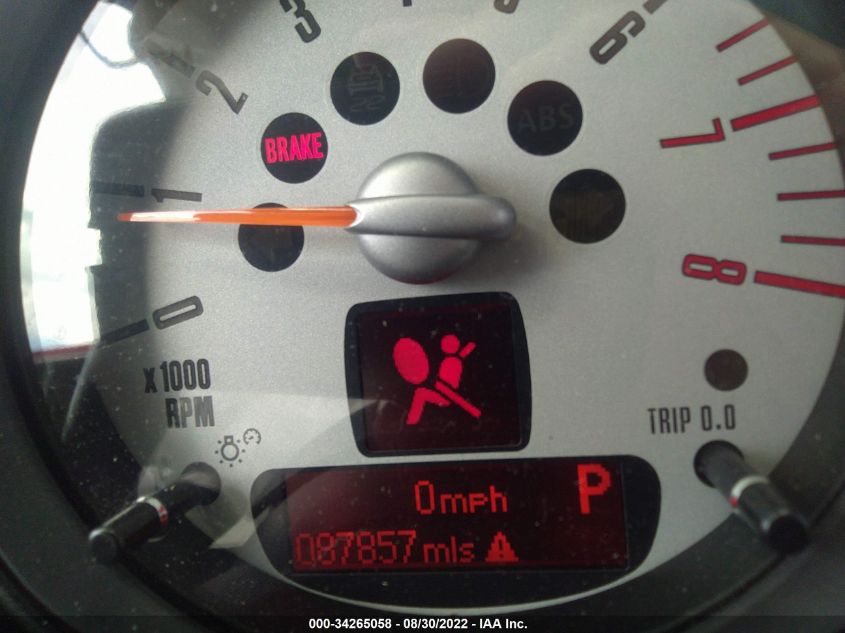 3
2
6
BRAKE
ABS
7
1
0
8
x 1000
RPM
TRIP 0.0
0mph
P
087857 mls
000-34265058 - 08/30/2022 - IAA Inc.